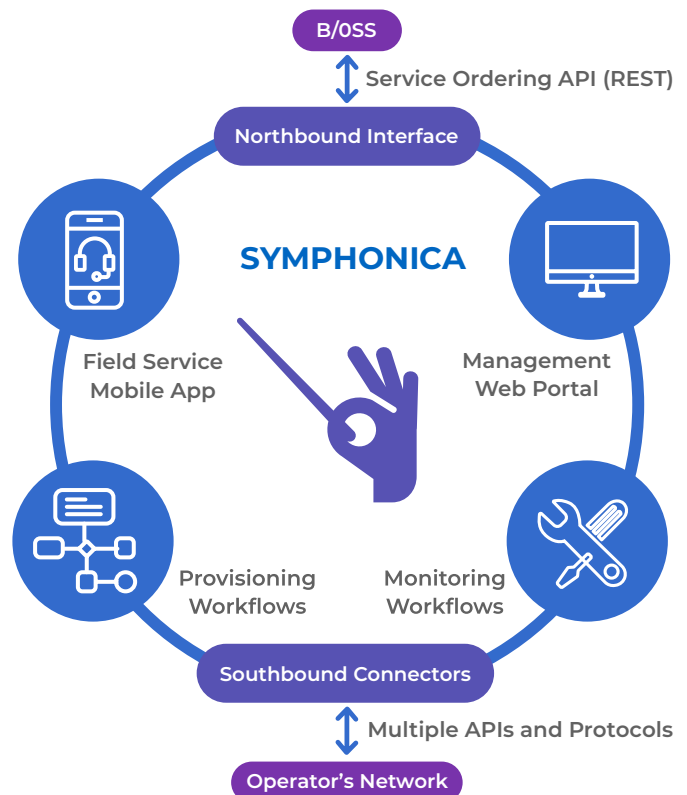 B/0SS
Service Ordering API (REST)
Northbound Interface
SYMPHONICA
Field Service
Mobile App
Management
Web Portal
Provisioning
Workflows
Monitoring
Workflows
Southbound Connectors
Multiple APIs and Protocols
Operator’s Network